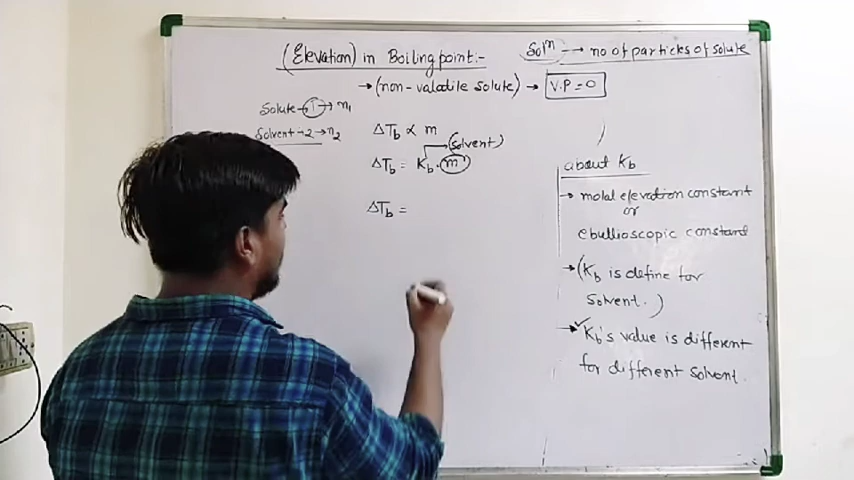 (Elevation) in Boiling point:-
Solⁿ → no of particles of solute
→ (non-valatile solute) → V.P = 0
Solute → 1 → n₁
Solvent → 2 → n₂
ΔT_b ∝ m
(solvent)
ΔT_b = K_b · m
ΔT_b =
about K_b
→ molal elevation constant
or
ebullioscopic constant
→ (K_b is define for
solvent.)
→ K_b's value is different
for different solvent.